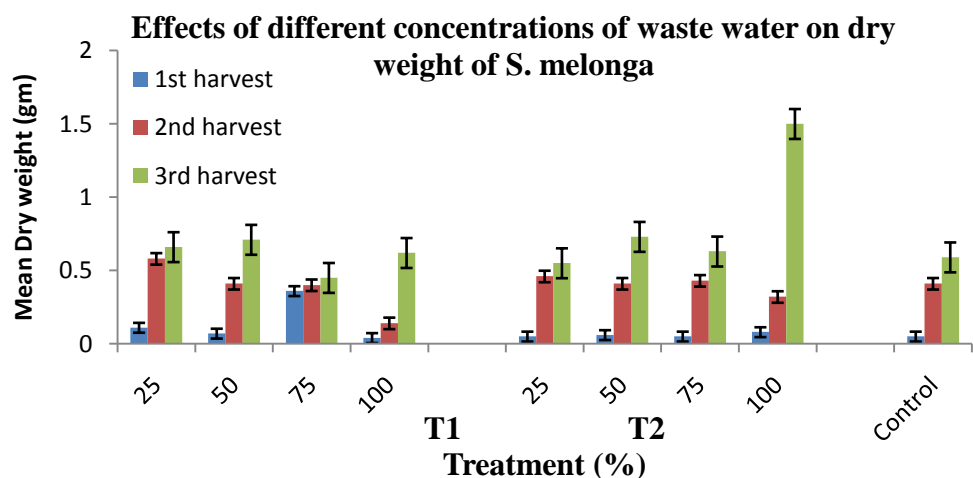 Effects of different concentrations of waste water on dry
weight of S. melonga
Mean Dry weight (gm)
2
1.5
1
0.5
0
1st harvest
2nd harvest
3rd harvest
25
50
75
100
25
50
75
100
Control
T1
T2
Treatment (%)